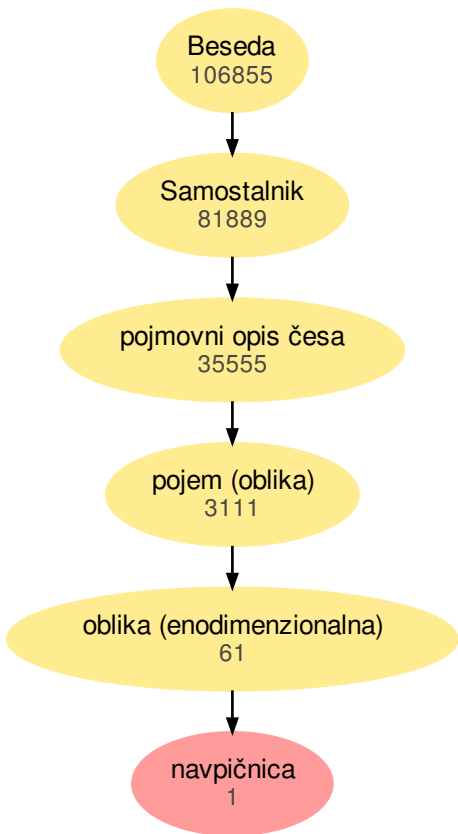 Beseda
106855
Samostalnik
81889
pojmovni opis česa
35555
pojem (oblika)
3111
oblika (enodimenzionalna)
61
navpičnica
1